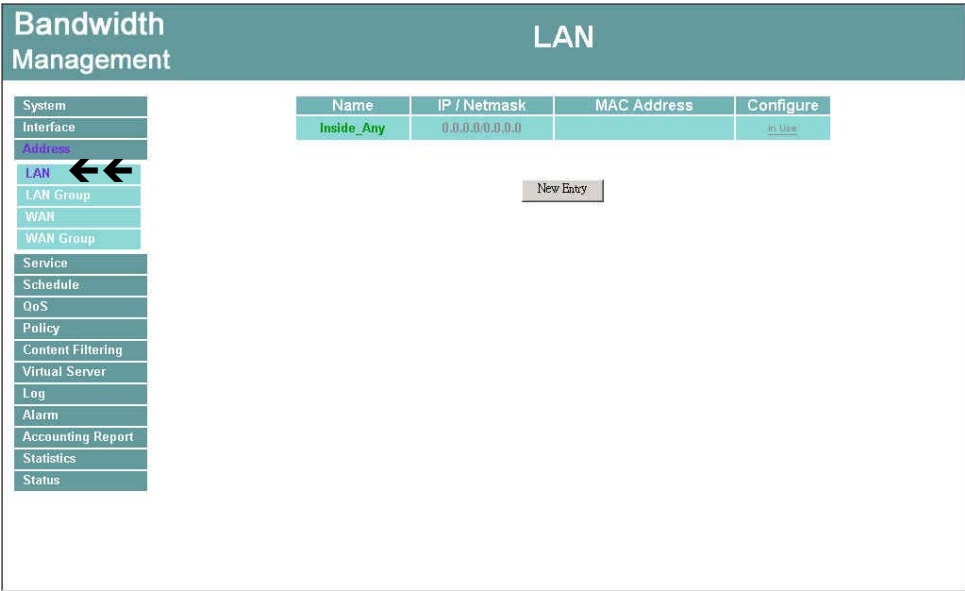 Bandwidth
Management
LAN
System
Interface
Address
LAN
LAN Group
WAN
WAN Group
Service
Schedule
QoS
Policy
Content Filtering
Virtual Server
Log
Alarm
Accounting Report
Statistics
Status
Name IP / Netmask MAC Address Configure
Inside_Any 0.0.0.0/0.0.0.0 In Use
New Entry